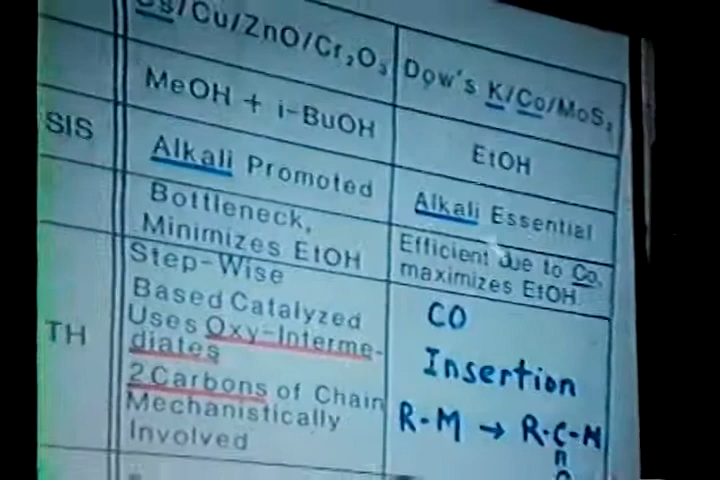 Cs/Cu/ZnO/Cr₂O₃
Dow's K/Co/MoS₂
MeOH + i-BuOH
EtOH
SIS
Alkali Promoted
Alkali Essential
Bottleneck,
Minimizes EtOH
Efficient due to Co,
maximizes EtOH
TH
Step-Wise
Based Catalyzed
Uses Oxy-Interme-
diates
2 Carbons of Chain
Mechanistically
Involved
CO
Insertion
R-M → R-C-M